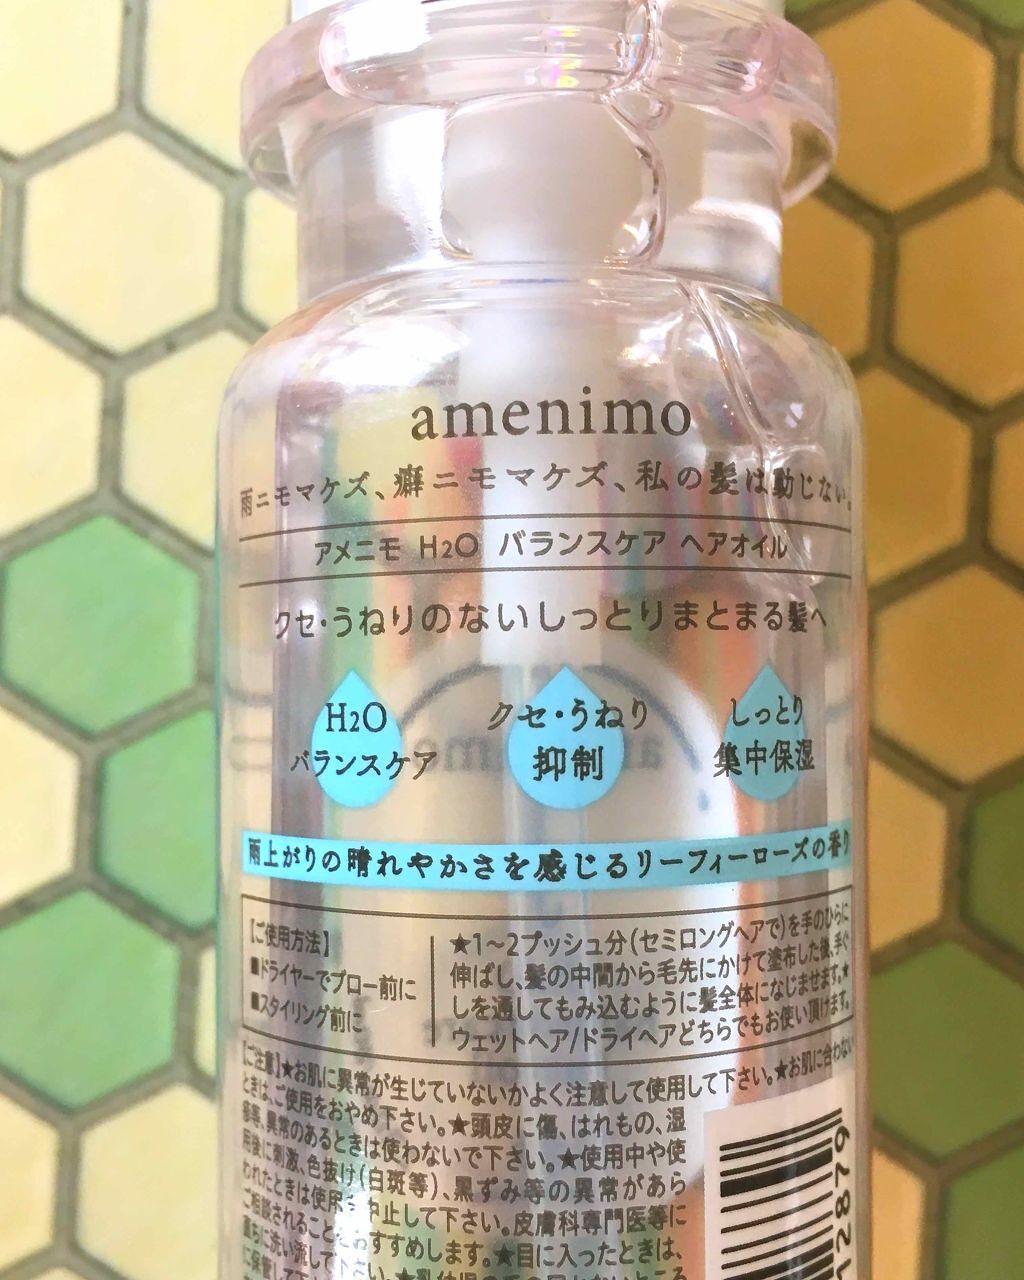 amenimo
雨ニモマケズ、癖ニモマケズ、私の髪は動じない。
アメニモ H2O バランスケア ヘアオイル
クセ・うねりのないしっとりまとまる髪へ
H2O
バランスケア
クセ・うねり
抑制
しっとり
集中保湿
雨上がりの晴れやかさを感じるリーフィーローズの香り
【ご使用方法】
■ドライヤーでブロー前に
■スタイリング前に
★1～2プッシュ分(セミロングヘアで)を手のひらに
伸ばし、髪の中間から毛先にかけて塗布した後、手ぐ
しを通してもみ込むように髪全体になじませます。★
ウェットヘア/ドライヘアどちらでもお使い頂けます。
【ご注意】★お肌に異常が生じていないかよく注意して使用して下さい。★お肌に合わない
ときは、ご使用をおやめ下さい。★頭皮に傷、はれもの、湿
疹等、異常のあるときは使わないで下さい。★使用中や使
用後に刺激、色抜け(白斑等)、黒ずみ等の異常があら
われたときは使用を中止して下さい。皮膚科専門医等に
ご相談されることをおすすめします。★目に入ったときは、
直ちに洗い流して下さい。
に保管して下